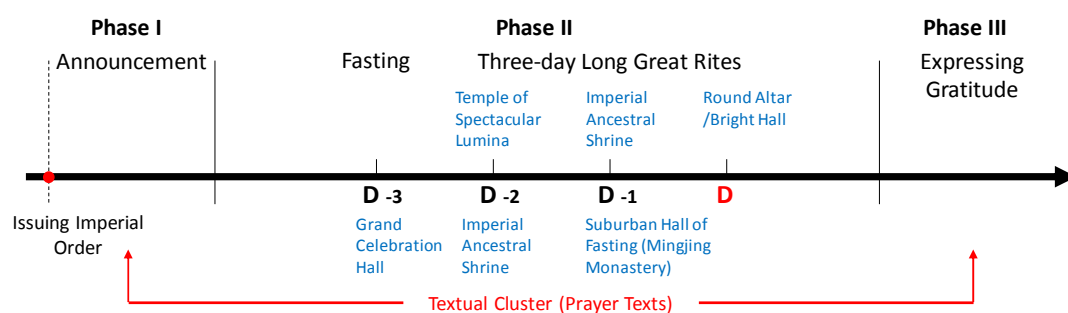 Phase I
Phase II
Phase III
Announcement
Fasting
Three-day Long Great Rites
Expressing
Gratitude
Temple of
Spectacular
Lumina
Imperial
Ancestral
Shrine
Round Altar
/Bright Hall
D -3
D -2
D -1
D
Issuing Imperial
Order
Grand
Celebration
Hall
Imperial
Ancestral
Shrine
Suburban Hall of
Fasting (Mingjing
Monastery)
Textual Cluster (Prayer Texts)